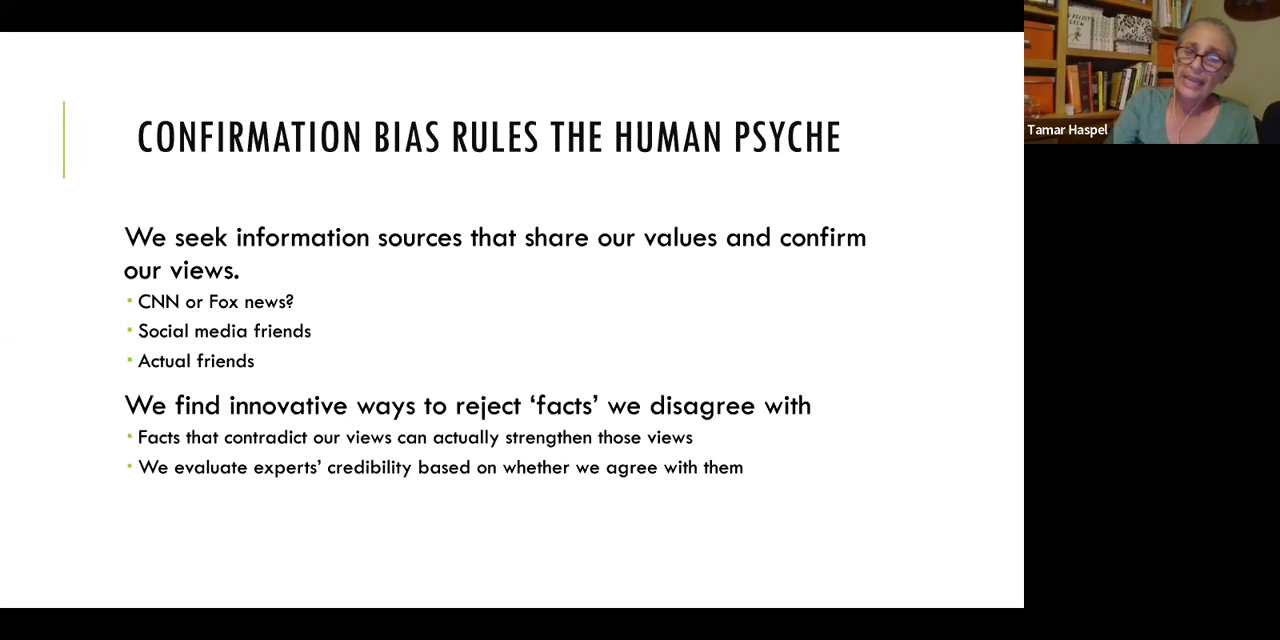 CONFIRMATION BIAS RULES THE HUMAN PSYCHE
We seek information sources that share our values and confirm
our views.
▪ CNN or Fox news?
▪ Social media friends
▪ Actual friends
We find innovative ways to reject ‘facts’ we disagree with
▪ Facts that contradict our views can actually strengthen those views
▪ We evaluate experts’ credibility based on whether we agree with them
Tamar Haspel